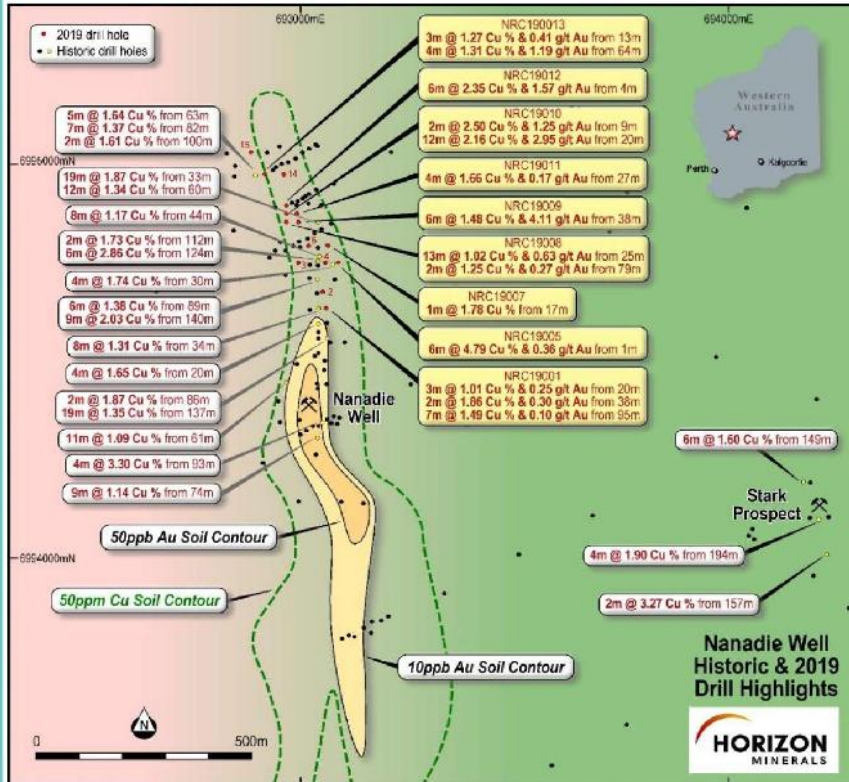 693000mE
694000mE
2019 drill hole
Historic drill holes
NRC190013
3m @ 1.27 Cu % & 0.41 g/t Au from 13m
4m @ 1.31 Cu % & 1.19 g/t Au from 64m
NRC19012
6m @ 2.35 Cu % & 1.57 g/t Au from 4m
NRC19010
2m @ 2.50 Cu % & 1.25 g/t Au from 9m
12m @ 2.16 Cu % & 2.95 g/t Au from 20m
NRC19011
4m @ 1.66 Cu % & 0.17 g/t Au from 27m
NRC19009
6m @ 1.48 Cu % & 4.11 g/t Au from 38m
NRC19008
13m @ 1.02 Cu % & 0.63 g/t Au from 25m
2m @ 1.25 Cu % & 0.27 g/t Au from 79m
NRC19007
1m @ 1.78 Cu % from 17m
NRC19005
6m @ 4.79 Cu % & 0.36 g/t Au from 1m
NRC19001
3m @ 1.01 Cu % & 0.25 g/t Au from 20m
2m @ 1.86 Cu % & 0.30 g/t Au from 38m
7m @ 1.49 Cu % & 0.10 g/t Au from 95m
Western
Australia
Perth
Kalgoorlie
5m @ 1.64 Cu % from 63m
7m @ 1.37 Cu % from 82m
2m @ 1.61 Cu % from 100m
15
14
19m @ 1.87 Cu % from 33m
12m @ 1.34 Cu % from 60m
8m @ 1.17 Cu % from 44m
2m @ 1.73 Cu % from 112m
6m @ 2.86 Cu % from 124m
4m @ 1.74 Cu % from 30m
6m @ 1.38 Cu % from 89m
9m @ 2.03 Cu % from 140m
8m @ 1.31 Cu % from 34m
4m @ 1.65 Cu % from 20m
2m @ 1.87 Cu % from 86m
19m @ 1.35 Cu % from 137m
11m @ 1.09 Cu % from 61m
4m @ 3.30 Cu % from 93m
9m @ 1.14 Cu % from 74m
4
3
2
Nanadie
Well
6m @ 1.60 Cu % from 149m
Stark
Prospect
4m @ 1.90 Cu % from 194m
2m @ 3.27 Cu % from 157m
50ppb Au Soil Contour
6994000mN
50ppm Cu Soil Contour
10ppb Au Soil Contour
N
0
500m
Nanadie Well
Historic & 2019
Drill Highlights
HORIZON
MINERALS